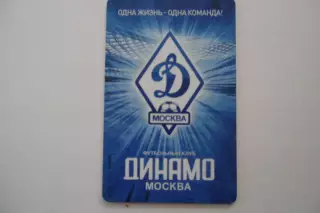 ОДНА ЖИЗНЬ - ОДНА КОМАНДА!
Д
МОСКВА
ФУТБОЛЬНЫЙ КЛУБ
ДИНАМО
МОСКВА